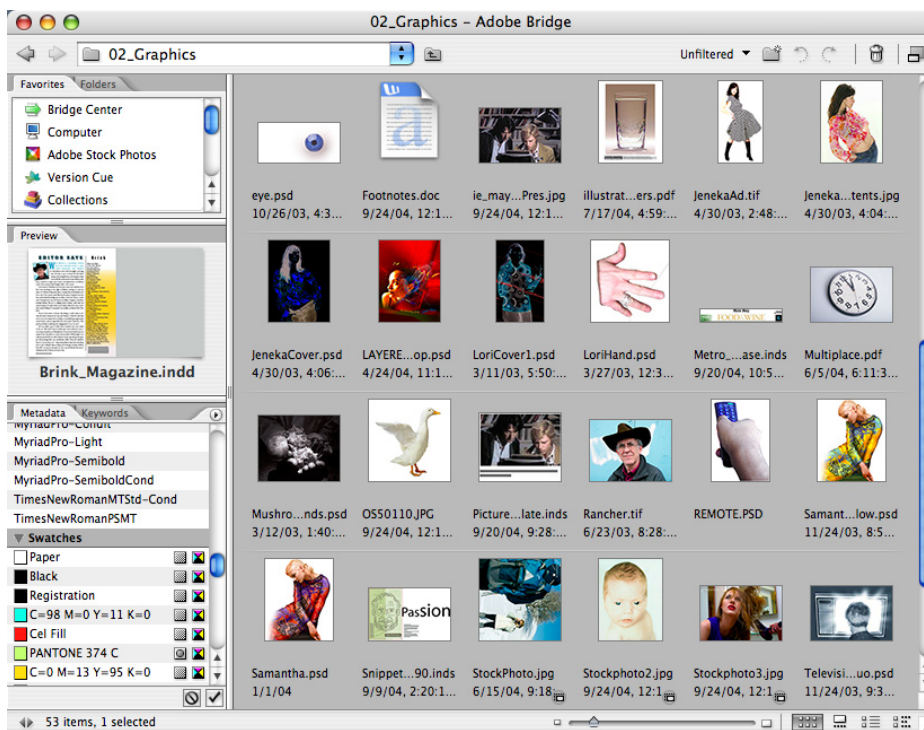 02_Graphics – Adobe Bridge
02_Graphics
Unfiltered
Favorites Folders
Bridge Center
Computer
Adobe Stock Photos
Version Cue
Collections
Preview
EDITOR SAYS Brink
Brink_Magazine.indd
Metadata Keywords
MyriadPro-Condit
MyriadPro-Light
MyriadPro-Semibold
MyriadPro-SemiboldCond
TimesNewRomanMTStd-Cond
TimesNewRomanPSMT
Swatches
Paper
Black
Registration
C=98 M=0 Y=11 K=0
Cel Fill
PANTONE 374 C
C=0 M=13 Y=95 K=0
W
a
eye.psd Footnotes.doc ie_may...Pres.jpg illustrat...ers.pdf JenekaAd.tif Jeneka...tents.jpg
10/26/03, 4:3... 9/24/04, 12:1... 9/24/04, 12:1... 7/17/04, 4:59:... 4/30/03, 2:48:... 4/30/03, 4:04:...
FOOD&WINE
JenekaCover.psd LAYERE...op.psd LoriCover1.psd LoriHand.psd Metro_...ase.inds Multiplace.pdf
4/30/03, 4:06:... 4/24/04, 11:1... 3/11/03, 5:50:... 3/27/03, 12:3... 9/20/04, 10:5... 6/5/04, 6:11:3...
Mushro...nds.psd OS50110.JPG Picture...late.inds Rancher.tif REMOTE.PSD Samant...low.psd
3/12/03, 1:40:... 9/24/04, 12:1... 9/20/04, 9:28:... 6/23/03, 8:28:... 11/24/03, 8:5...
Passion
Samantha.psd Snippet...90.inds StockPhoto.jpg Stockphoto2.jpg Stockphoto3.jpg Televisi...uo.psd
1/1/04 9/9/04, 2:20:1... 6/15/04, 9:18:... 9/24/04, 12:1... 9/24/04, 12:1... 11/24/03, 9:3...
53 items, 1 selected